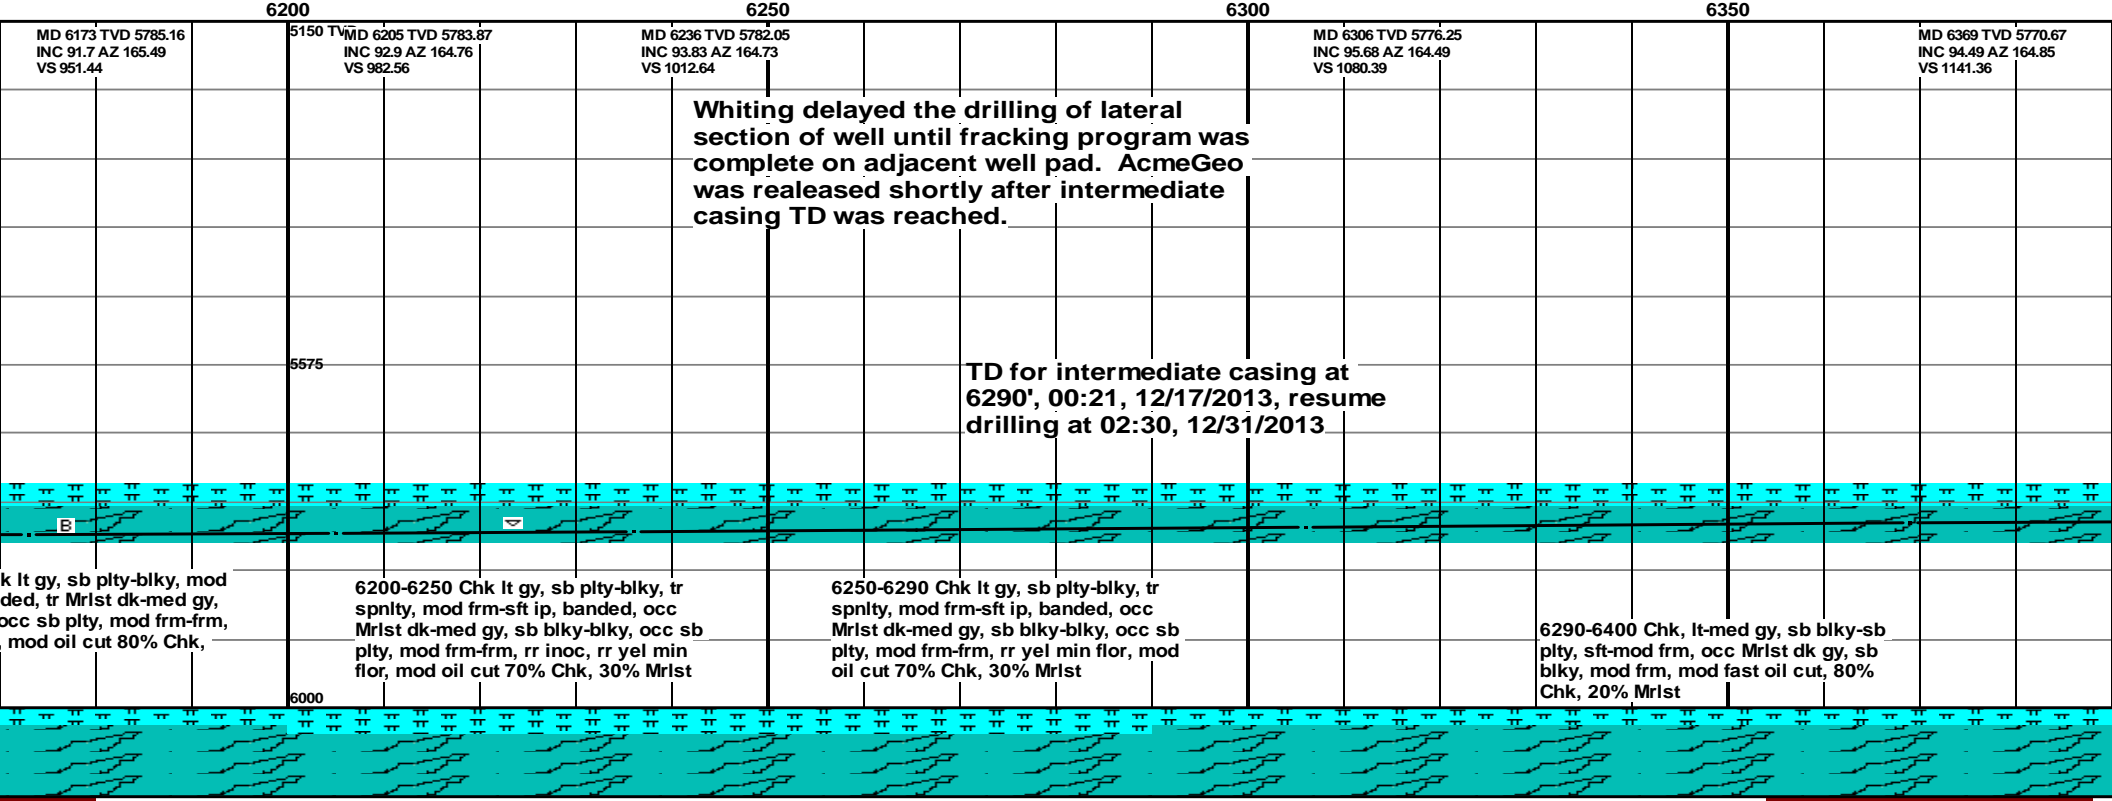 6200
6250
6300
6350
5150 TV
MD 6173 TVD 5785.16
INC 91.7 AZ 165.49
VS 951.44
MD 6205 TVD 5783.87
INC 92.9 AZ 164.76
VS 982.56
MD 6236 TVD 5782.05
INC 93.83 AZ 164.73
VS 1012.64
MD 6306 TVD 5776.25
INC 95.68 AZ 164.49
VS 1080.39
MD 6369 TVD 5770.67
INC 94.49 AZ 164.85
VS 1141.36
Whiting delayed the drilling of lateral
section of well until fracking program was
complete on adjacent well pad. AcmeGeo
was realeased shortly after intermediate
casing TD was reached.
5575
TD for intermediate casing at
6290', 00:21, 12/17/2013, resume
drilling at 02:30, 12/31/2013
B
k lt gy, sb plty-blky, mod
ded, tr Mrlst dk-med gy,
occ sb plty, mod frm-frm,
, mod oil cut 80% Chk,
6200-6250 Chk lt gy, sb plty-blky, tr
spnlty, mod frm-sft ip, banded, occ
Mrlst dk-med gy, sb blky-blky, occ sb
plty, mod frm-frm, rr inoc, rr yel min
flor, mod oil cut 70% Chk, 30% Mrlst
6250-6290 Chk lt gy, sb plty-blky, tr
spnlty, mod frm-sft ip, banded, occ
Mrlst dk-med gy, sb blky-blky, occ sb
plty, mod frm-frm, rr yel min flor, mod
oil cut 70% Chk, 30% Mrlst
6290-6400 Chk, lt-med gy, sb blky-sb
plty, sft-mod frm, occ Mrlst dk gy, sb
blky, mod frm, mod fast oil cut, 80%
Chk, 20% Mrlst
6000